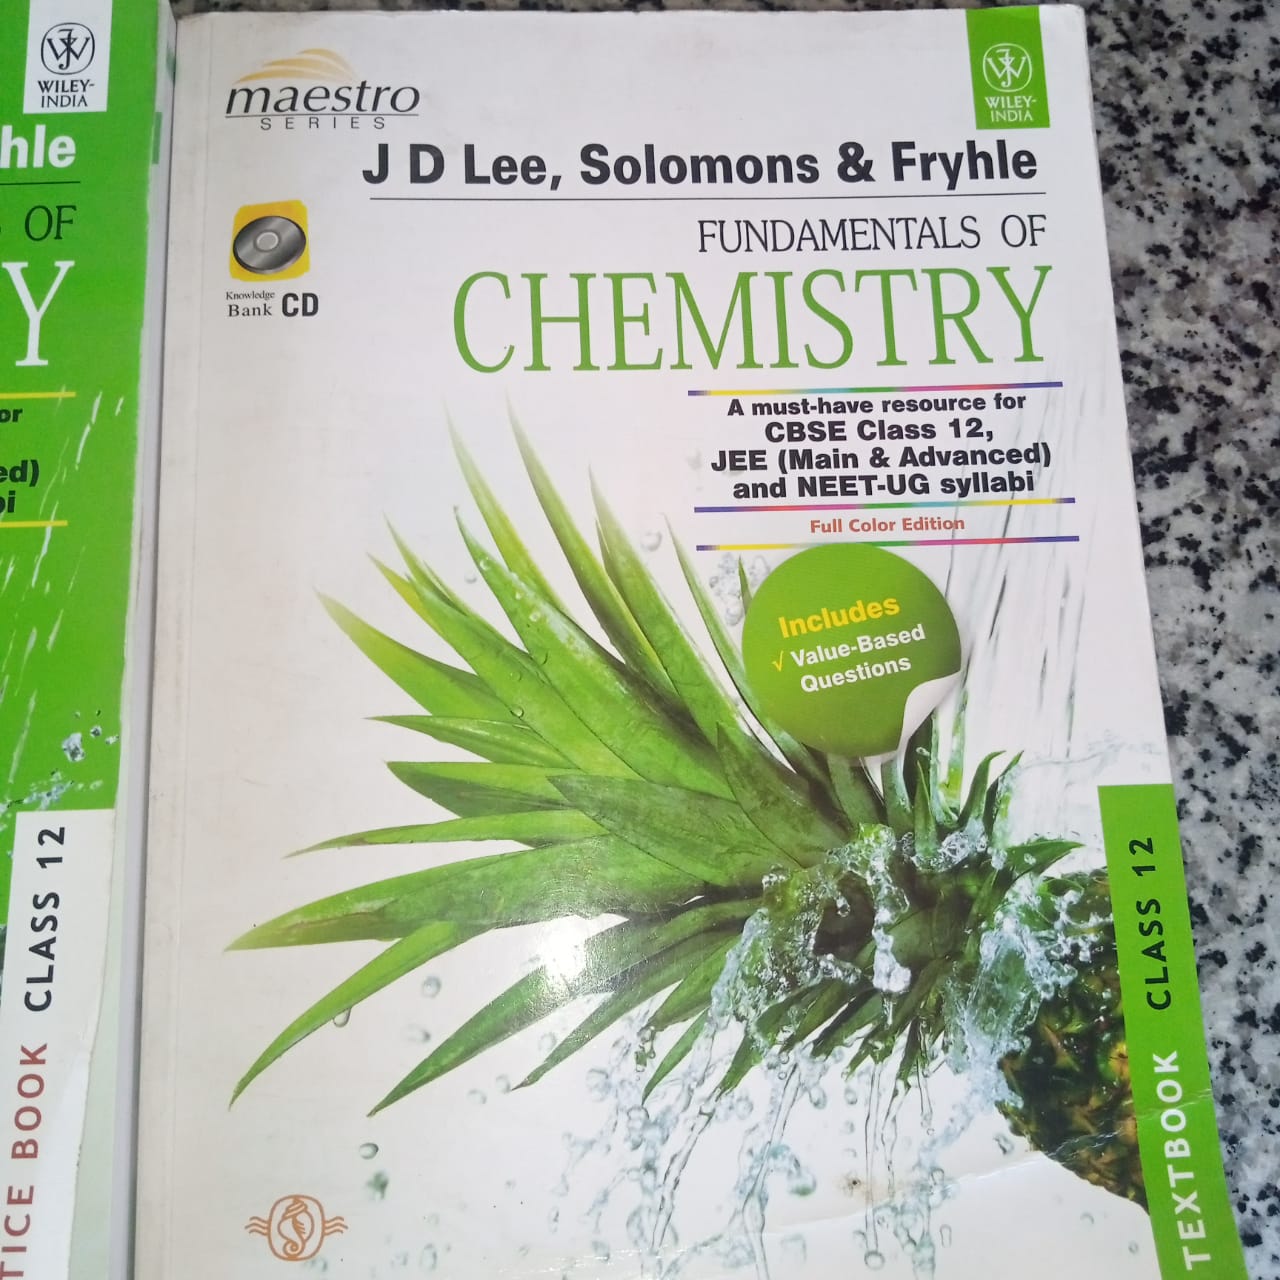 WILEY-
INDIA
hle
OF
Y
or
ed)
bi
CLASS 12
TICE BOOK
maestro
SERIES
WILEY-
INDIA
J D Lee, Solomons & Fryhle
Knowledge
Bank CD
FUNDAMENTALS OF
CHEMISTRY
A must-have resource for
CBSE Class 12,
JEE (Main & Advanced)
and NEET-UG syllabi
Full Color Edition
Includes
√ Value-Based
Questions
TEXTBOOK CLASS 12